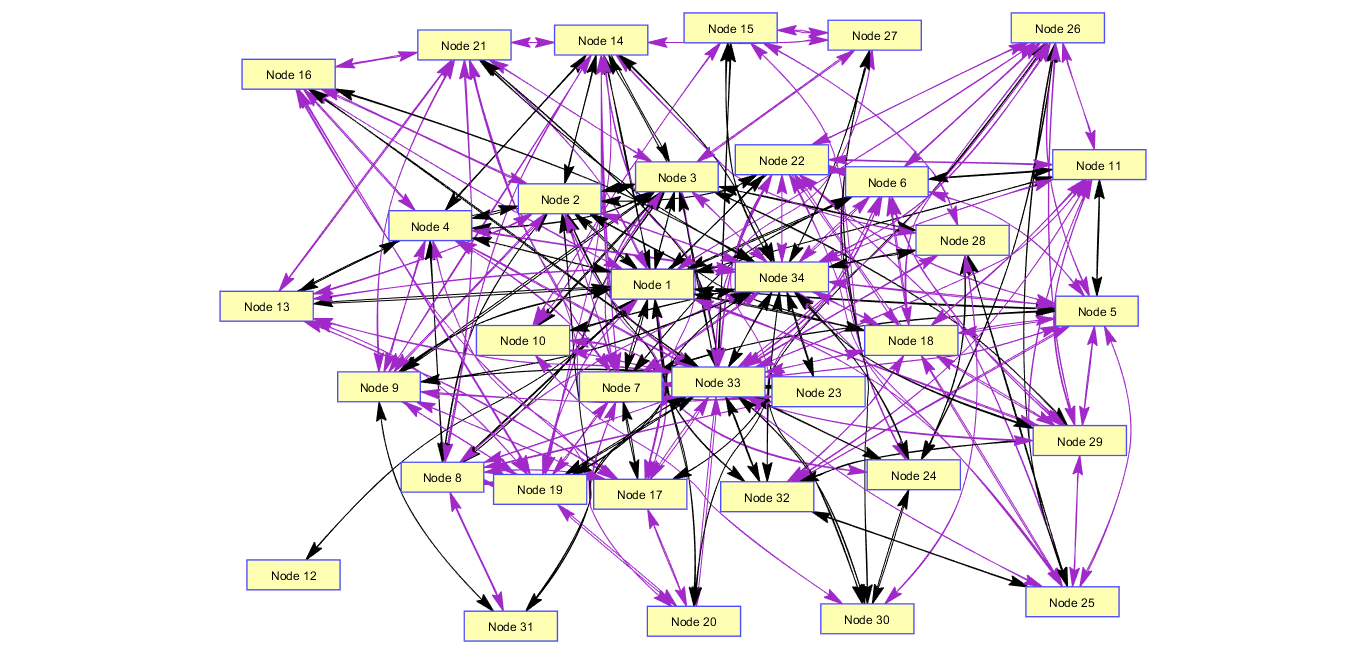 Node 15
Node 26
Node 27
Node 14
Node 21
Node 16
Node 22
Node 11
Node 3
Node 6
Node 2
Node 4
Node 28
Node 34
Node 1
Node 13
Node 5
Node 10
Node 18
Node 33
Node 9
Node 7
Node 23
Node 29
Node 8
Node 24
Node 19
Node 17
Node 32
Node 12
Node 25
Node 31
Node 20
Node 30